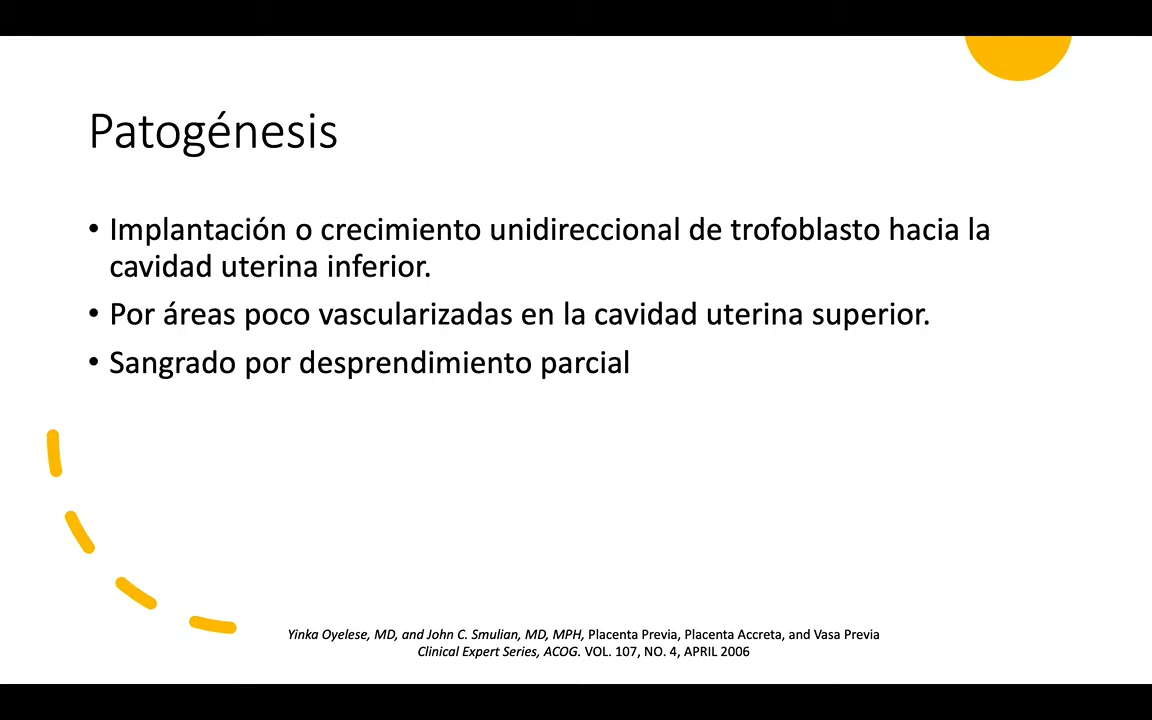 Patogénesis
• Implantación o crecimiento unidireccional de trofoblasto hacia la
cavidad uterina inferior.
• Por áreas poco vascularizadas en la cavidad uterina superior.
• Sangrado por desprendimiento parcial
Yinka Oyelese, MD, and John C. Smulian, MD, MPH, Placenta Previa, Placenta Accreta, and Vasa Previa
Clinical Expert Series, ACOG. VOL. 107, NO. 4, APRIL 2006